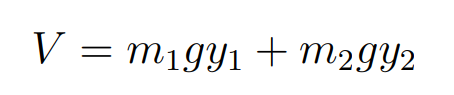 V = m₁gy₁ + m₂gy₂